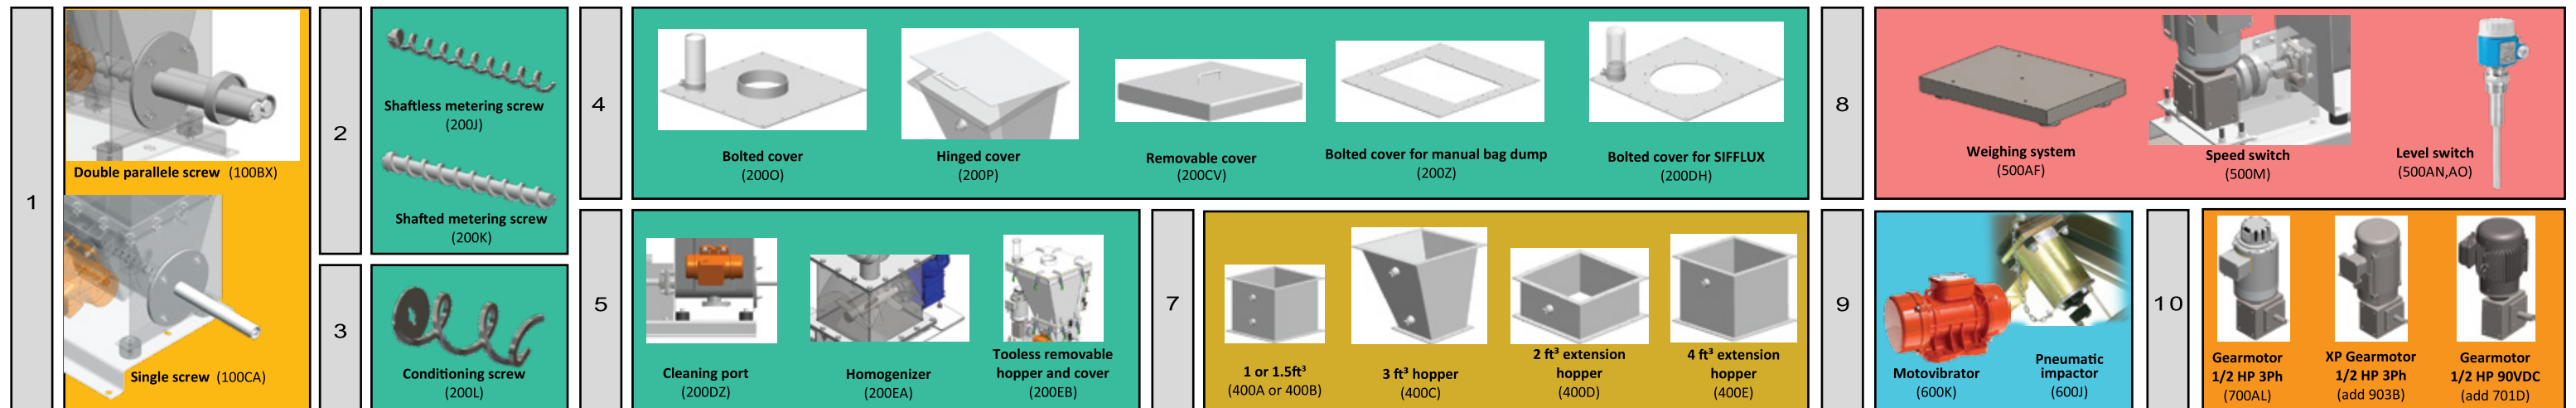 1
Double parallele screw (100BX)
Single screw (100CA)
2
Shaftless metering screw
(200J)
Shafted metering screw
(200K)
3
Conditioning screw
(200L)
4
Bolted cover
(200O)
Hinged cover
(200P)
Removable cover
(200CV)
Bolted cover for manual bag dump
(200Z)
Bolted cover for SIFFLUX
(200DH)
5
Cleaning port
(200DZ)
Homogenizer
(200EA)
Tooless removable
hopper and cover
(200EB)
7
1 or 1.5ft³
(400A or 400B)
3 ft³ hopper
(400C)
2 ft³ extension
hopper
(400D)
4 ft³ extension
hopper
(400E)
8
Weighing system
(500AF)
Speed switch
(500M)
Level switch
(500AN,AO)
9
Motovibrator
(600K)
Pneumatic
impactor
(600J)
10
Gearmotor
1/2 HP 3Ph
(700AL)
XP Gearmotor
1/2 HP 3Ph
(add 903B)
Gearmotor
1/2 HP 90VDC
(add 701D)